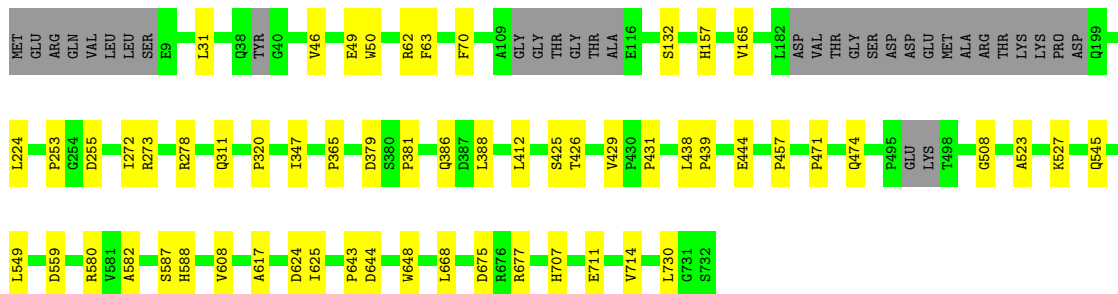 MET GLU ARG GLN VAL LEU LEU SER E9 L31 Q38 TYR G40 V46 E49 W50 R62 F63 F70 A109 GLY GLY THR GLY THR ALA E116 S132 H157 V165 L182 ASP VAL THR GLY SER ASP ASP GLU MET ALA ARG THR LYS LYS PRO ASP Q199
L224 P253 G254 D255 I272 R273 R278 Q311 P320 I347 P365 D379 S380 P381 Q386 D387 L388 L412 S425 T426 V429 P430 P431 L438 P439 E444 P457 P471 Q474 P495 GLU LYS T498 G508 A523 K527 Q545
L549 D559 R580 V581 A582 S587 H588 V608 A617 D624 I625 P643 D644 W648 L668 D675 R676 R677 H707 E711 V714 L730 G731 S732